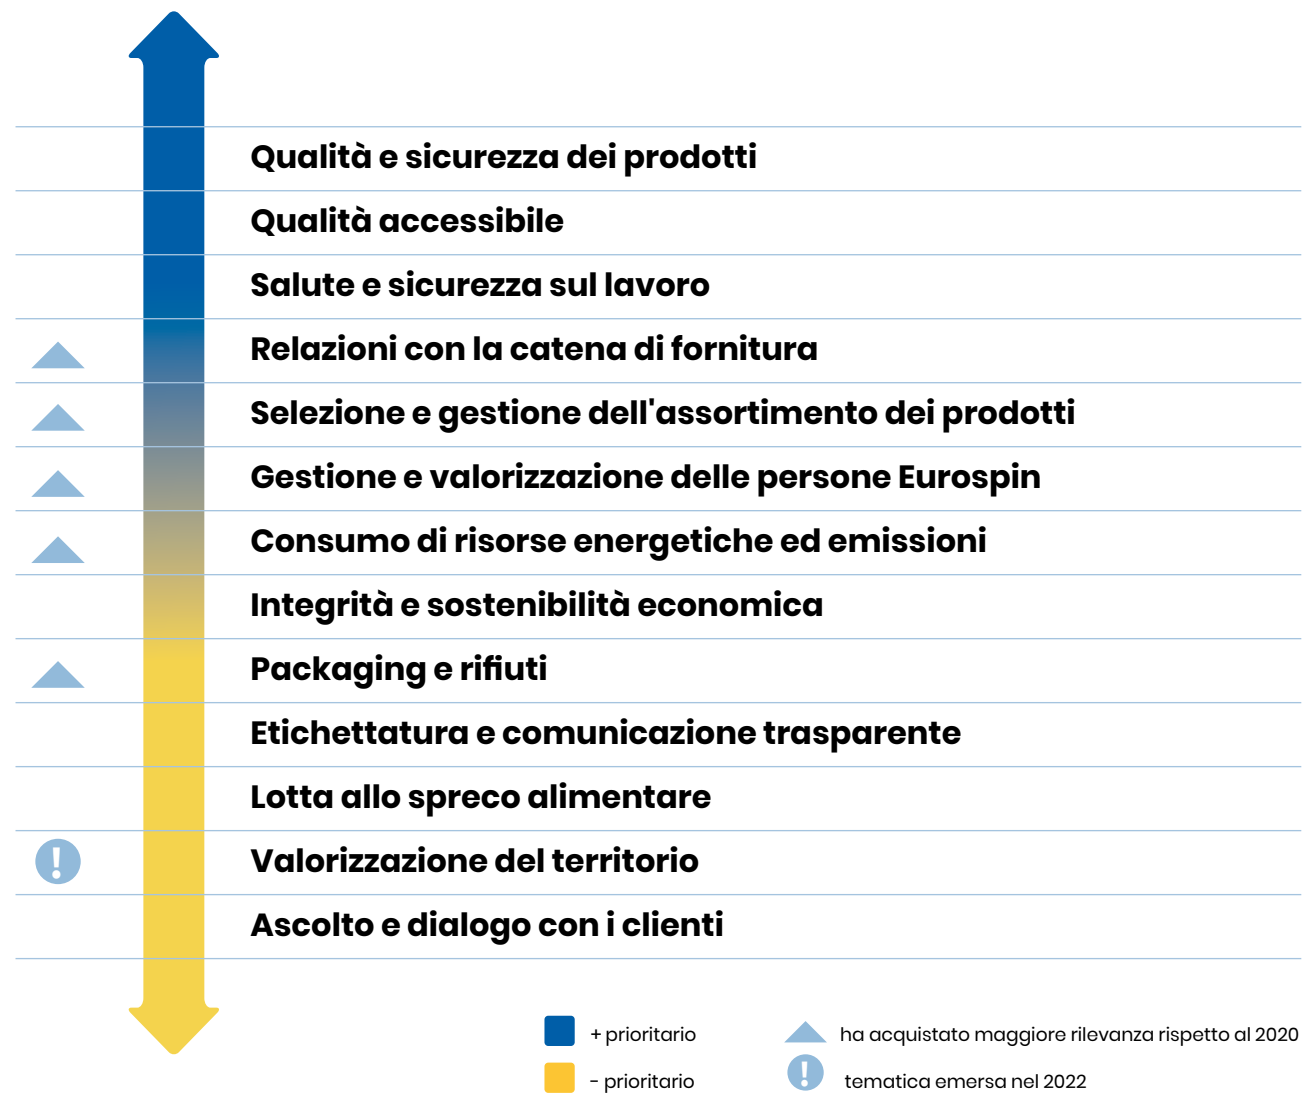 Qualità e sicurezza dei prodotti
Qualità accessibile
Salute e sicurezza sul lavoro
Relazioni con la catena di fornitura
Selezione e gestione dell'assortimento dei prodotti
Gestione e valorizzazione delle persone Eurospin
Consumo di risorse energetiche ed emissioni
Integrità e sostenibilità economica
Packaging e rifiuti
Etichettatura e comunicazione trasparente
Lotta allo spreco alimentare
! Valorizzazione del territorio
Ascolto e dialogo con i clienti
+ prioritario
ha acquistato maggiore rilevanza rispetto al 2020
- prioritario
! tematica emersa nel 2022